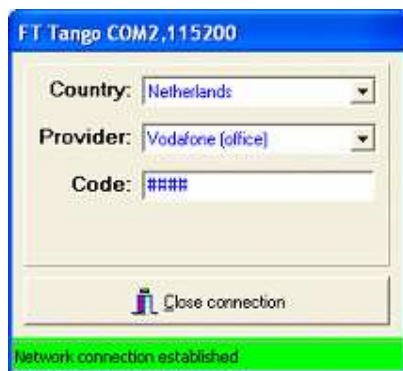 FT Tango COM2,115200
Country: Netherlands
Provider: Vodafone (office)
Code: ####
Close connection
Network connection established